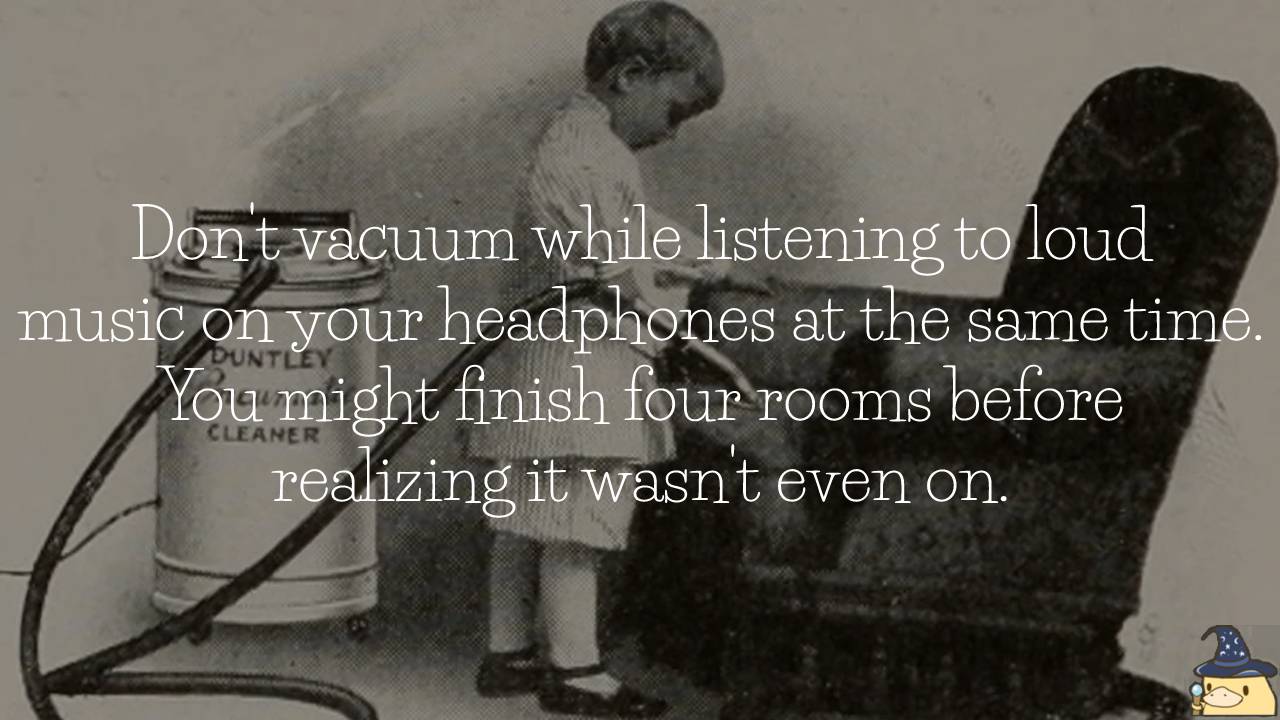 Don't vacuum while listening to loud
music on your headphones at the same time.
You might finish four rooms before
realizing it wasn't even on.
DUNTLEY
Pneumatic
CLEANER